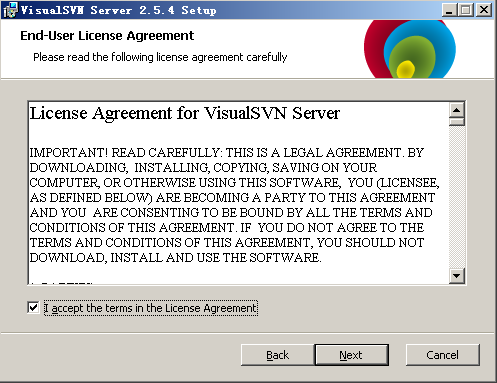 VisualSVN Server 2.5.4 Setup
End-User License Agreement
Please read the following license agreement carefully
License Agreement for VisualSVN Server
IMPORTANT! READ CAREFULLY: THIS IS A LEGAL AGREEMENT. BY
DOWNLOADING, INSTALLING, COPYING, SAVING ON YOUR
COMPUTER, OR OTHERWISE USING THIS SOFTWARE, YOU (LICENSEE,
AS DEFINED BELOW) ARE BECOMING A PARTY TO THIS AGREEMENT
AND YOU ARE CONSENTING TO BE BOUND BY ALL THE TERMS AND
CONDITIONS OF THIS AGREEMENT. IF YOU DO NOT AGREE TO THE
TERMS AND CONDITIONS OF THIS AGREEMENT, YOU SHOULD NOT
DOWNLOAD, INSTALL AND USE THE SOFTWARE.
I accept the terms in the License Agreement
Back
Next
Cancel